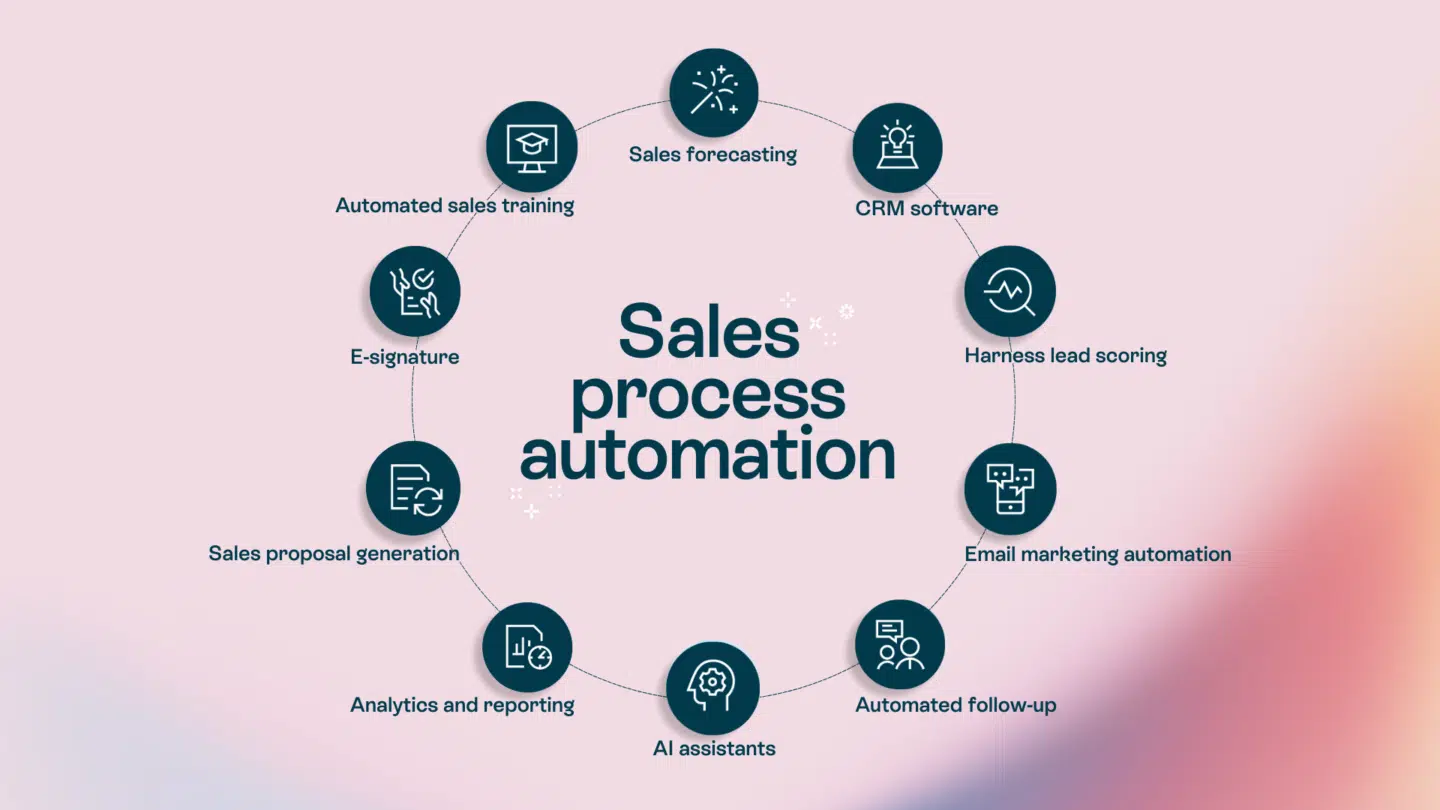 Sales forecasting
Automated sales training
CRM software
E-signature
Harness lead scoring
Sales
process
automation
Sales proposal generation
Email marketing automation
Analytics and reporting
Automated follow-up
AI assistants